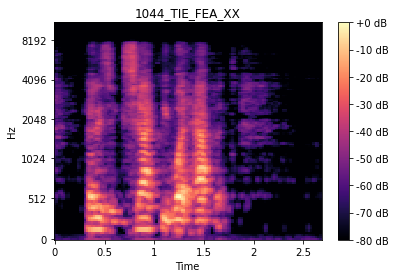 1044_TIE_FEA_XX
+0 dB
8192
-10 dB
-20 dB
4096
-30 dB
Hz
2048
-40 dB
1024
-50 dB
-60 dB
512
-70 dB
0
-80 dB
0 0.5 1 1.5 2 2.5
Time